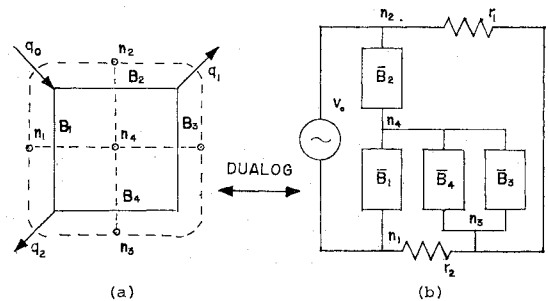 q₀
n₂
B₂
q₁
n₁
B₁
n₄
B₃
B₄
q₂
n₃
(a)
DUALOG
n₂
r₁
B̄₂
V₀
n₄
B̄₁
B̄₄
B̄₃
n₃
n₁
r₂
(b)